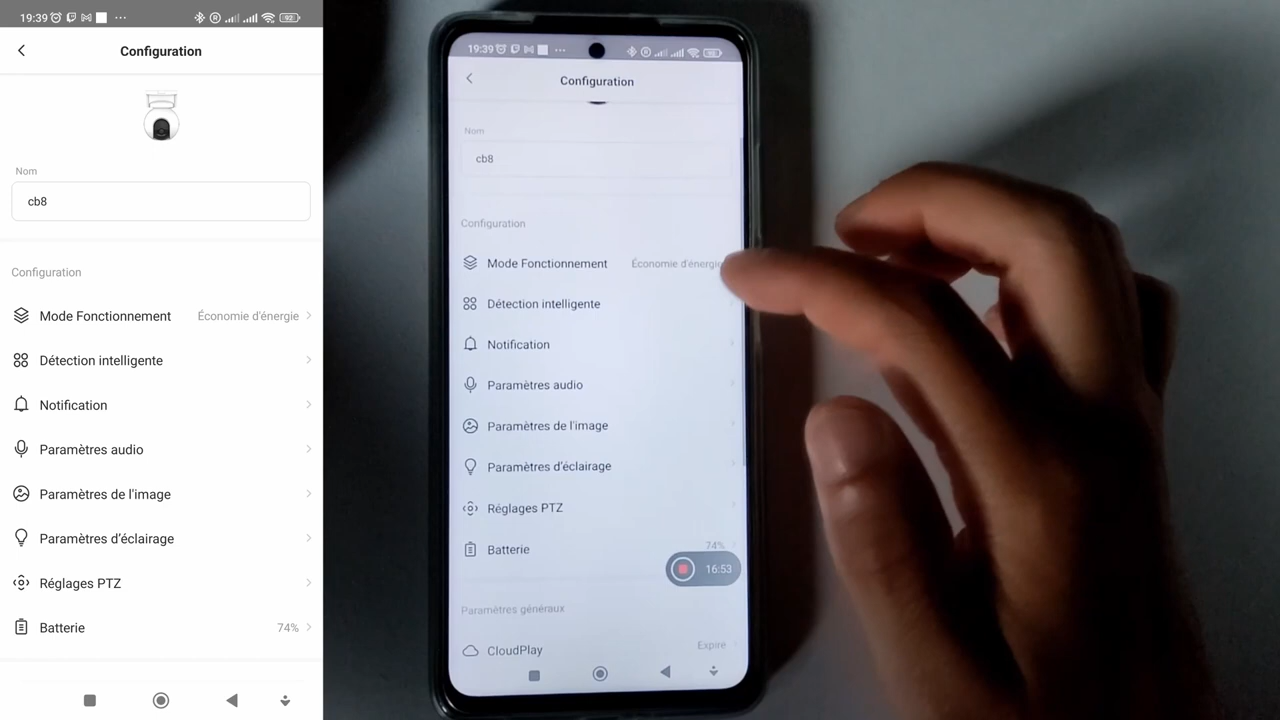 19:39
92
Configuration
Nom
cb8
Configuration
Mode Fonctionnement Économie d'énergie
Détection intelligente
Notification
Paramètres audio
Paramètres de l'image
Paramètres d'éclairage
Réglages PTZ
Batterie 74%
19:39
Configuration
Nom
cb8
Configuration
Mode Fonctionnement Économie d'énergie
Détection intelligente
Notification
Paramètres audio
Paramètres de l'image
Paramètres d'éclairage
Réglages PTZ
Batterie 74%
16:53
Paramètres généraux
CloudPlay Expire